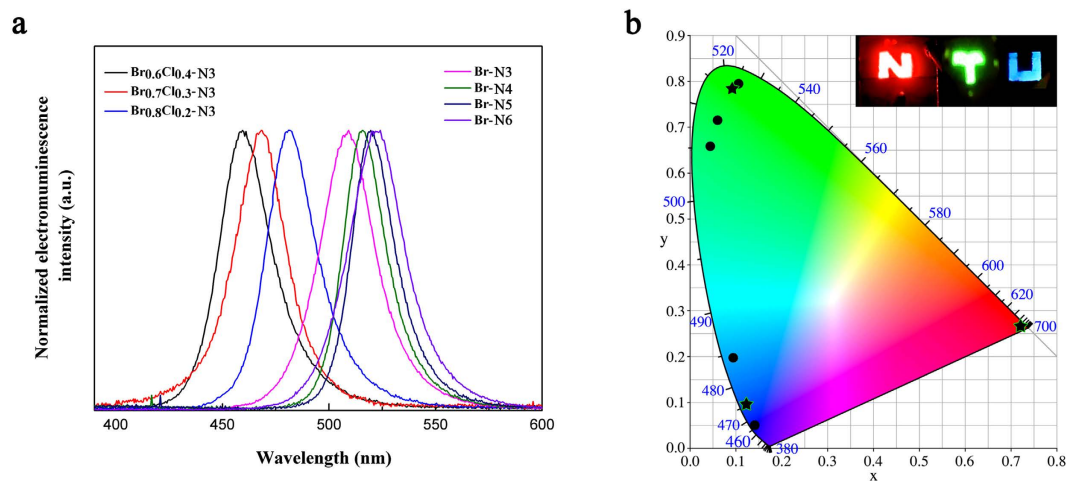 a
Normalized electromuminescence
intensity (a.u.)
Br0.6Cl0.4-N3
Br0.7Cl0.3-N3
Br0.8Cl0.2-N3
Br-N3
Br-N4
Br-N5
Br-N6
400
450
500
550
600
Wavelength (nm)
b
N T U
0.9
0.8
0.7
0.6
0.5
y
0.4
0.3
0.2
0.1
0.0
520
540
560
580
600
620
700
500
490
480
470
460
380
0.0 0.1 0.2 0.3 0.4 0.5 0.6 0.7 0.8
x